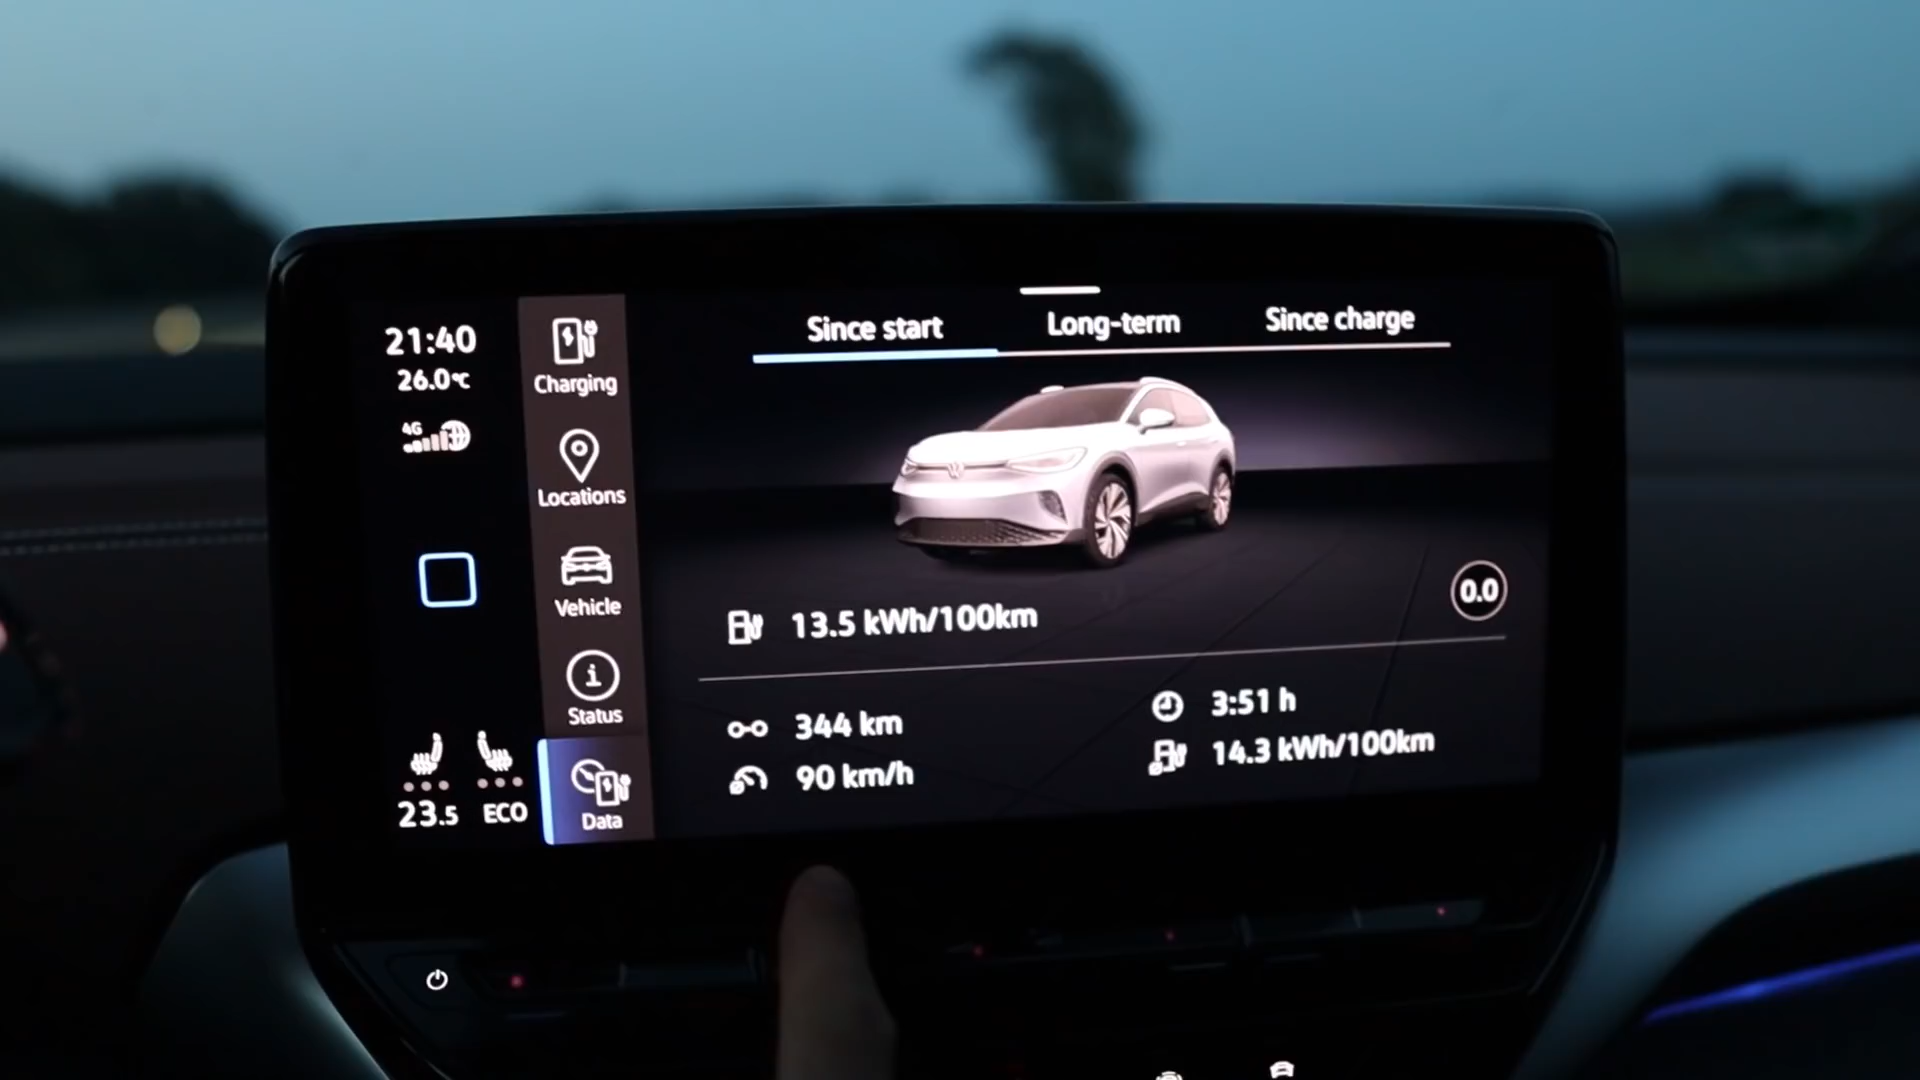 21:40
26.0°C
4G
Charging
Locations
Vehicle
Status
Data
23.5 ECO
Since start Long-term Since charge
13.5 kWh/100km
0.0
344 km
3:51 h
90 km/h
14.3 kWh/100km